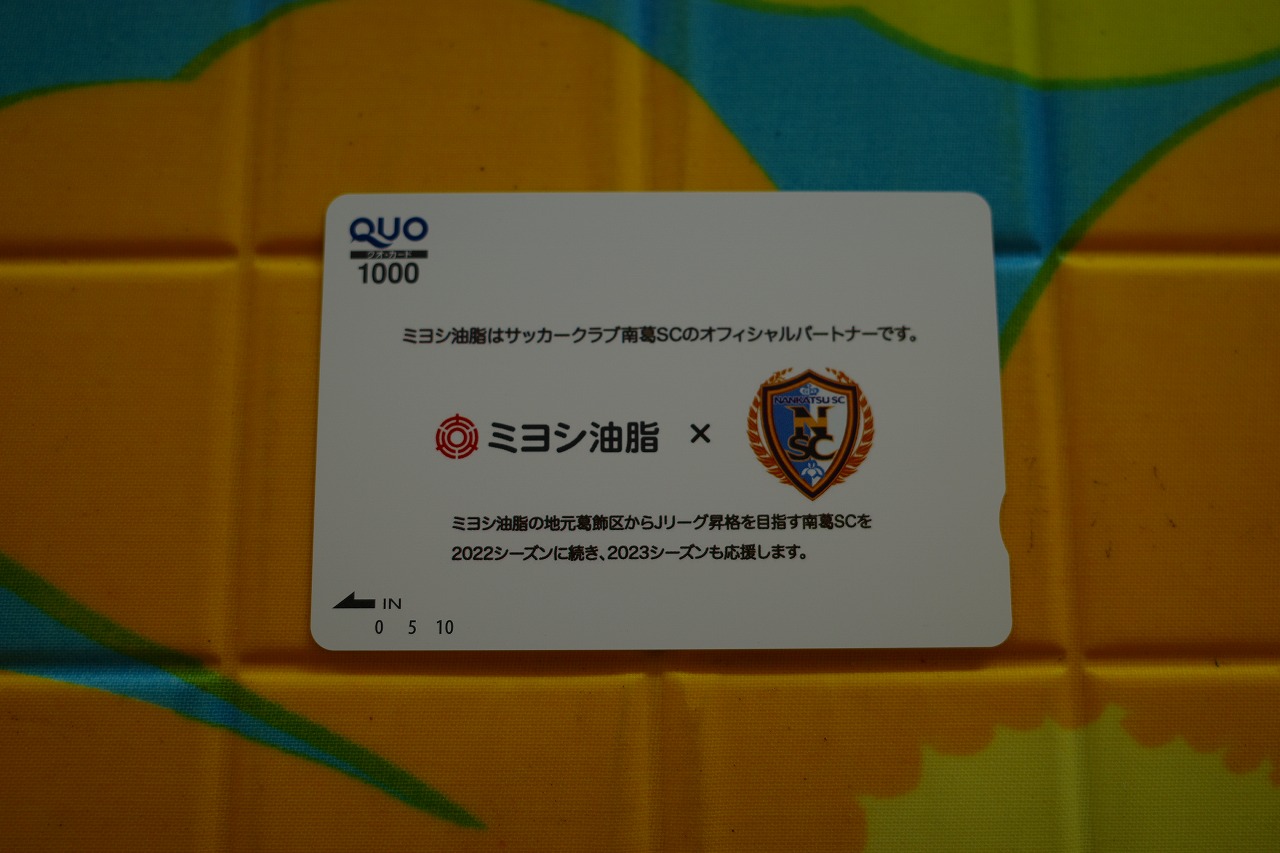 QUO
クオ・カード
1000
ミヨシ油脂はサッカークラブ南葛SCのオフィシャルパートナーです。
ミヨシ油脂 × NANKATSU SC
N
SC
ミヨシ油脂の地元葛飾区からJリーグ昇格を目指す南葛SCを
2022シーズンに続き、2023シーズンも応援します。
IN
0 5 10